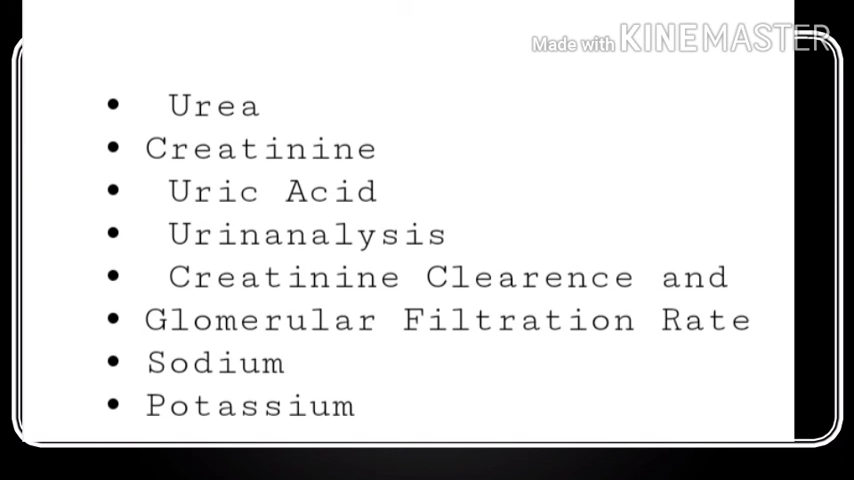 Made with KINEMASTER
• Urea
• Creatinine
• Uric Acid
• Urinanalysis
• Creatinine Clearence and
• Glomerular Filtration Rate
• Sodium
• Potassium